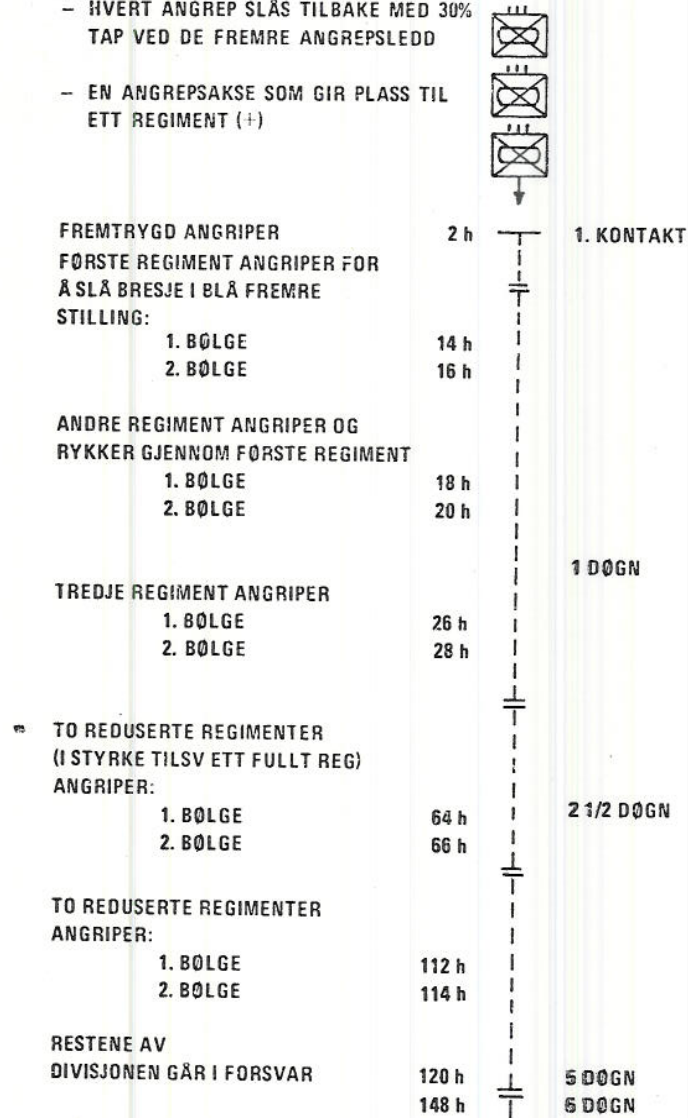 – HVERT ANGREP SLÅS TILBAKE MED 30%
TAP VED DE FREMRE ANGREPSLEDD
– EN ANGREPSAKSE SOM GIR PLASS TIL
ETT REGIMENT (+)
FREMTRYGD ANGRIPER 2 h 1. KONTAKT
FØRSTE REGIMENT ANGRIPER FOR
Å SLÅ BRESJE I BLÅ FREMRE
STILLING:
1. BØLGE 14 h
2. BØLGE 16 h
ANDRE REGIMENT ANGRIPER OG
RYKKER GJENNOM FØRSTE REGIMENT
1. BØLGE 18 h
2. BØLGE 20 h
1 DØGN
TREDJE REGIMENT ANGRIPER
1. BØLGE 26 h
2. BØLGE 28 h
TO REDUSERTE REGIMENTER
(I STYRKE TILSV ETT FULLT REG)
ANGRIPER:
1. BØLGE 64 h 2 1/2 DØGN
2. BØLGE 66 h
TO REDUSERTE REGIMENTER
ANGRIPER:
1. BØLGE 112 h
2. BØLGE 114 h
RESTENE AV
DIVISJONEN GÅR I FORSVAR 120 h 5 DØGN
148 h 6 DØGN